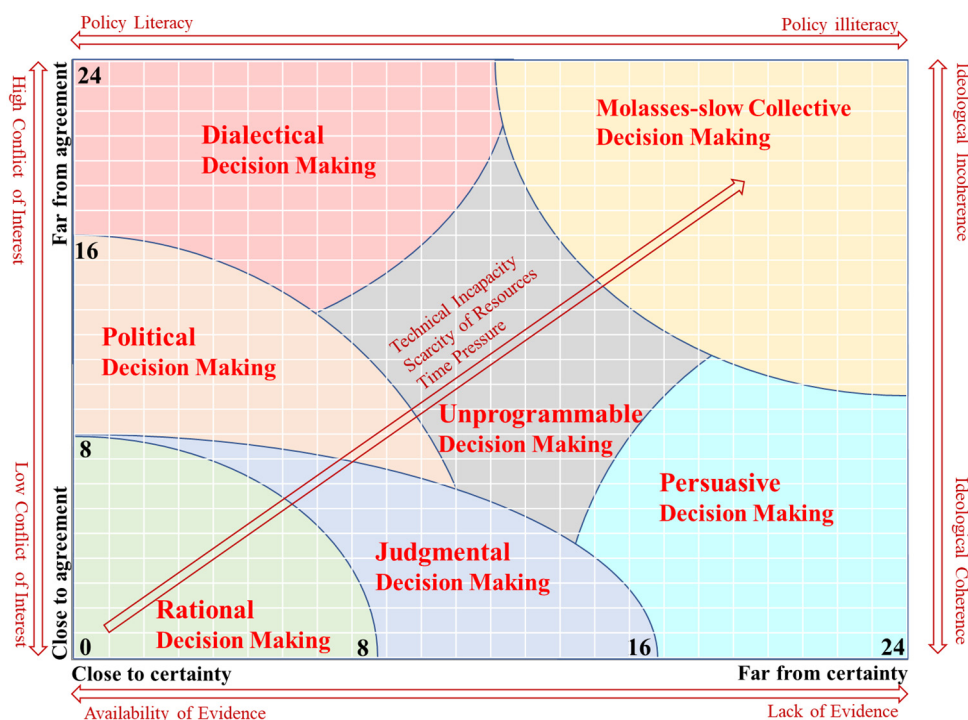 Policy Literacy
Policy illiteracy
High Conflict of Interest
Low Conflict of Interest
Far from agreement
Close to agreement
24
Dialectical
Decision Making
Molasses-slow Collective
Decision Making
16
Technical Incapacity
Scarcity of Resources
Time Pressure
Political
Decision Making
Unprogrammable
Decision Making
8
Persuasive
Decision Making
Judgmental
Decision Making
Rational
Decision Making
0
8
16
24
Ideological Incoherence
Ideological Coherence
Close to certainty
Far from certainty
Availability of Evidence
Lack of Evidence